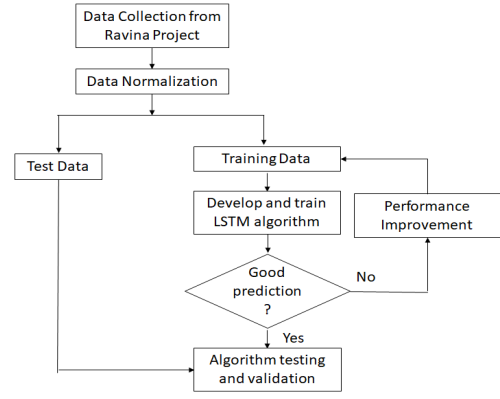 Data Collection from
Ravina Project
Data Normalization
Test Data
Training Data
Develop and train
LSTM algorithm
Performance
Improvement
Good
prediction
?
No
Yes
Algorithm testing
and validation